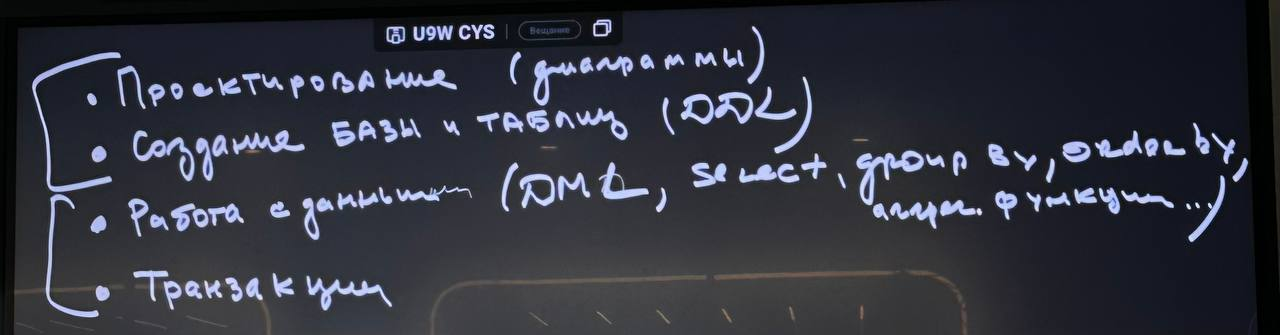 U9W CYS | Вещание
• Проектирование (диаграммы)
• Создание БАЗЫ и ТАБЛИЦ (DDL)
• Работа с данными (DML, select, group by, order by,
агрег. функции...)
• Транзакции